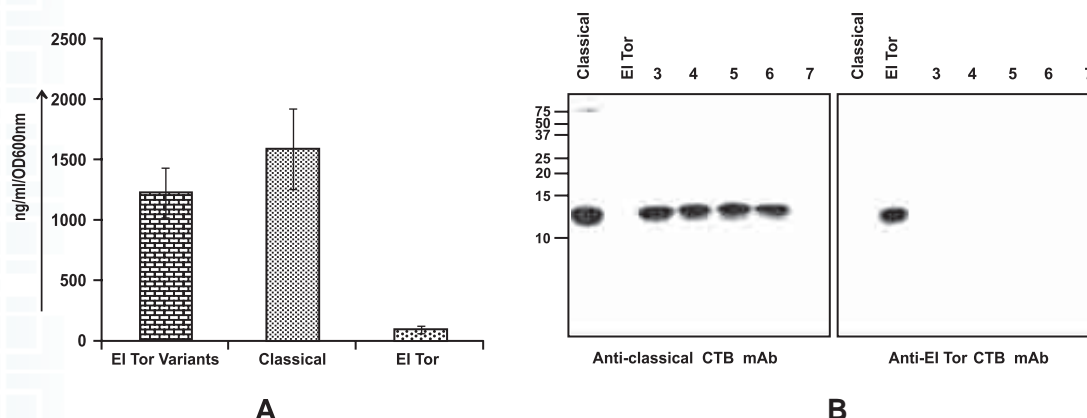 2500
2000
1500
1000
500
0
ng/ml/OD600nm
El Tor Variants Classical El Tor
A
Classical El Tor 3 4 5 6 7
75
50
37
25
20
15
10
Anti-classical CTB mAb
Classical El Tor 3 4 5 6 7
Anti-El Tor CTB mAb
B